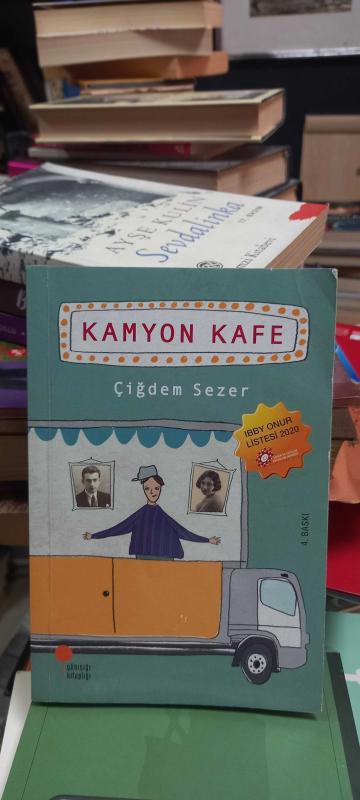 AYŞE KULİN
Sevdalinka
KAMYON KAFE
Çiğdem Sezer
IBBY ONUR
LİSTESİ 2020
4. BASKI
günışığı
kitaplığı